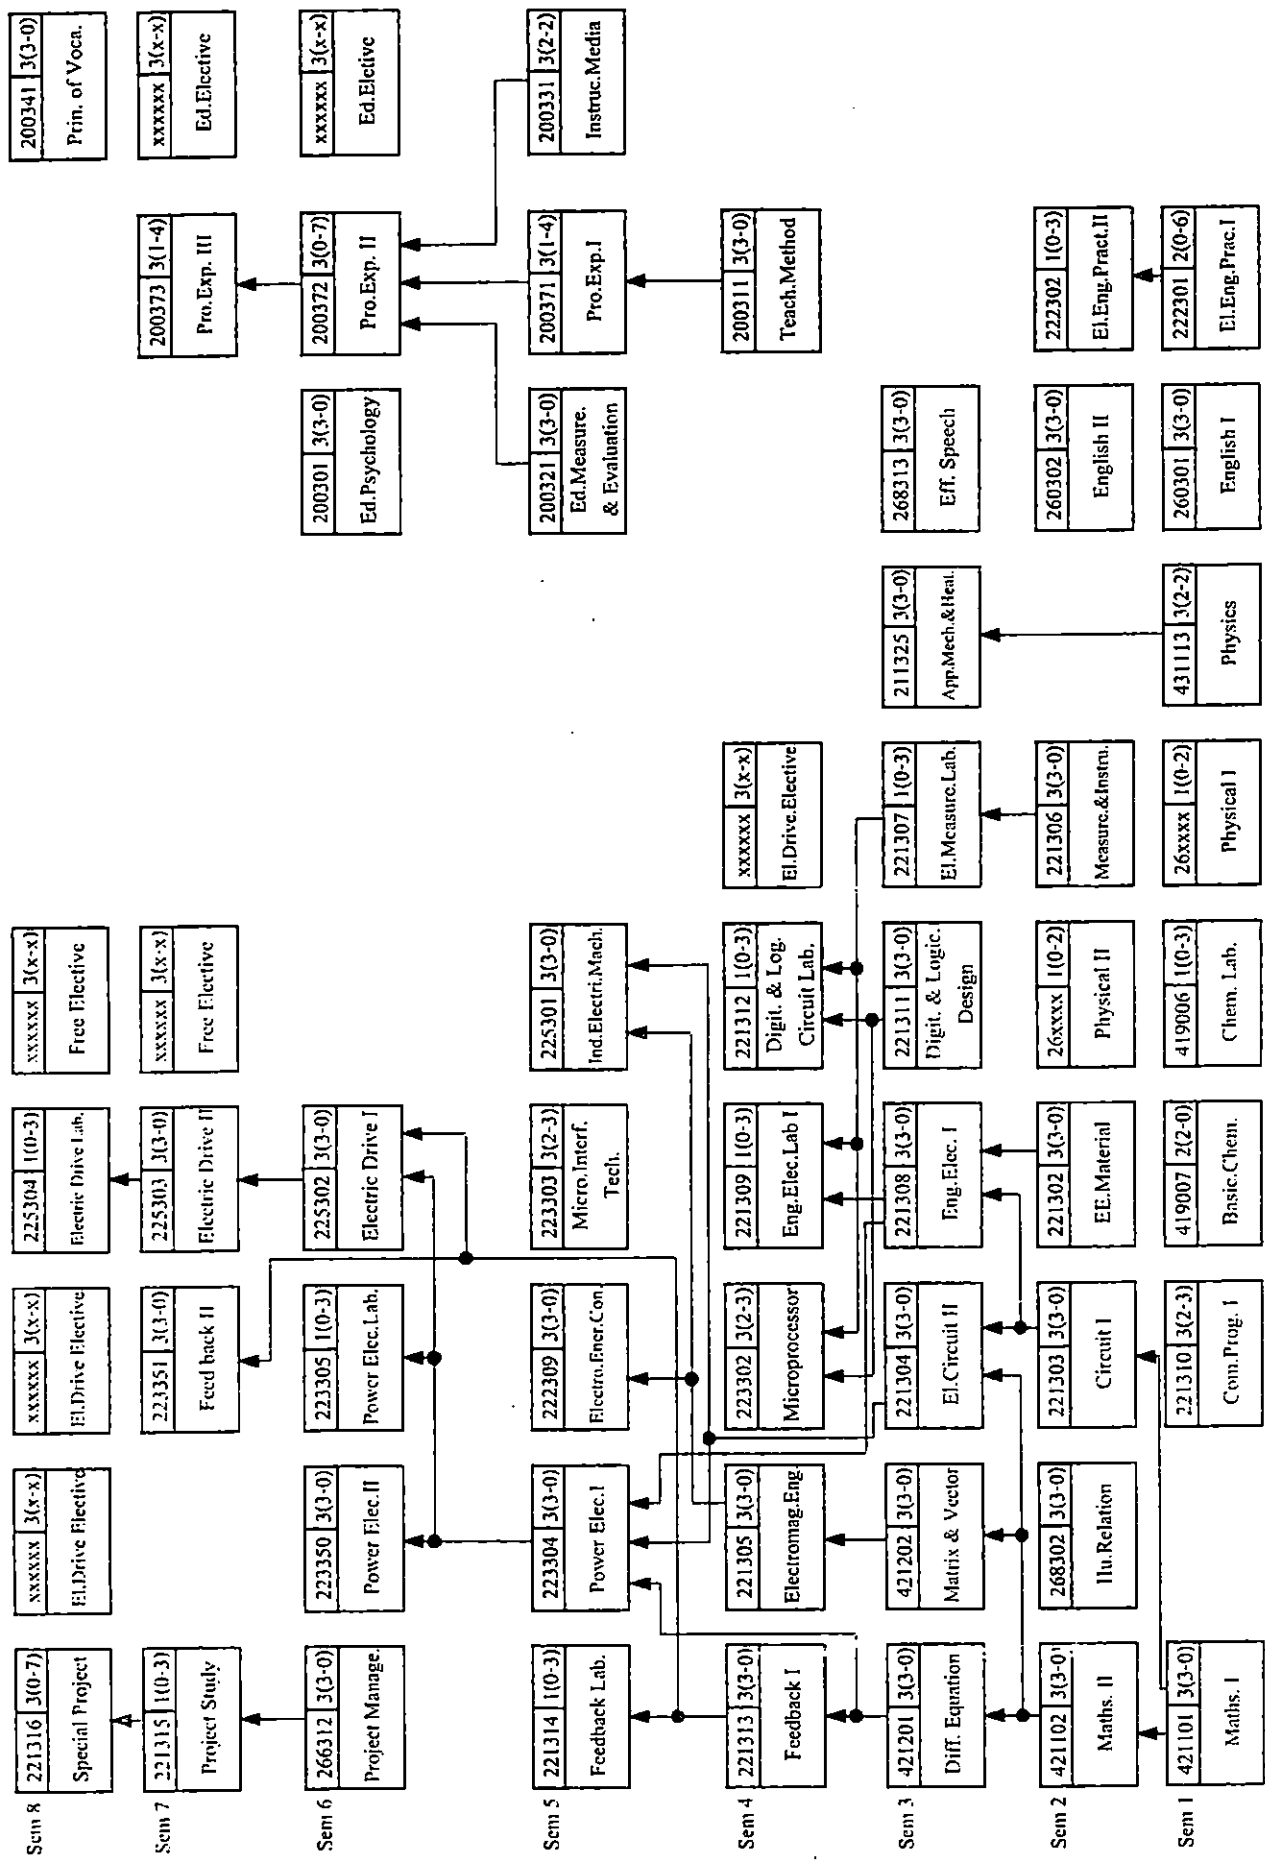 Sem 8
221316 3(0-7)
Special Project
xxxxxx 3(x-x)
El.Drive Elective
xxxxxx 3(x-x)
El.Drive Elective
225304 1(0-3)
Electric Drive Lab.
xxxxxx 3(x-x)
Free Elective
200341 3(3-0)
Prin. of Voca.
Sem 7
221315 1(0-3)
Project Study
223351 3(3-0)
Feed back II
225303 3(3-0)
Electric Drive II
xxxxxx 3(x-x)
Free Elective
200373 3(1-4)
Pro.Exp. III
xxxxxx 3(x-x)
Ed.Elective
Sem 6
266312 3(3-0)
Project Manage.
223350 3(3-0)
Power Elec.II
223305 1(0-3)
Power Elec.Lab.
225302 3(3-0)
Electric Drive I
200301 3(3-0)
Ed.Psychology
200372 3(0-7)
Pro.Exp. II
xxxxxx 3(x-x)
Ed.Elctive
Sem 5
221314 1(0-3)
Feedback Lab.
223304 3(3-0)
Power Elec.I
222309 3(3-0)
Electro.Ener.Con
223303 3(2-3)
Micro.Interf.
Tech.
225301 3(3-0)
Ind.Electri.Mach.
200321 3(3-0)
Ed.Measure.
& Evaluation
200371 3(1-4)
Pro.Exp.I
200331 3(2-2)
Instruc.Media
Sem 4
221313 3(3-0)
Feedback I
221305 3(3-0)
Electromag.Eng.
223302 3(2-3)
Microprocessor
221309 1(0-3)
Eng.Elec.Lab I
221312 1(0-3)
Digit. & Log.
Circuit Lab.
xxxxxx 3(x-x)
El.Drive.Elective
200311 3(3-0)
Teach.Method
Sem 3
421201 3(3-0)
Diff. Equation
421202 3(3-0)
Matrix & Vector
221304 3(3-0)
El.Circuit II
221308 3(3-0)
Eng.Elec. I
221311 3(3-0)
Digit. & Logic.
Design
221307 1(0-3)
El.Measure.Lab.
211325 3(3-0)
App.Mech.&Heat.
268313 3(3-0)
Eff. Speech
Sem 2
421102 3(3-0)
Maths. II
268302 3(3-0)
Hu.Relation
221303 3(3-0)
Circuit I
221302 3(3-0)
EE.Material
26xxxx 1(0-2)
Physical II
221306 3(3-0)
Measure.&Instru.
260302 3(3-0)
English II
222302 1(0-3)
El.Eng.Pract.II
Sem 1
421101 3(3-0)
Maths. I
221310 3(2-3)
Com.Prog. I
419007 2(2-0)
Basic.Chem.
419006 1(0-3)
Chem. Lab.
26xxxx 1(0-2)
Physical I
431113 3(2-2)
Physics
260301 3(3-0)
English I
222301 2(0-6)
El.Eng.Prac.I